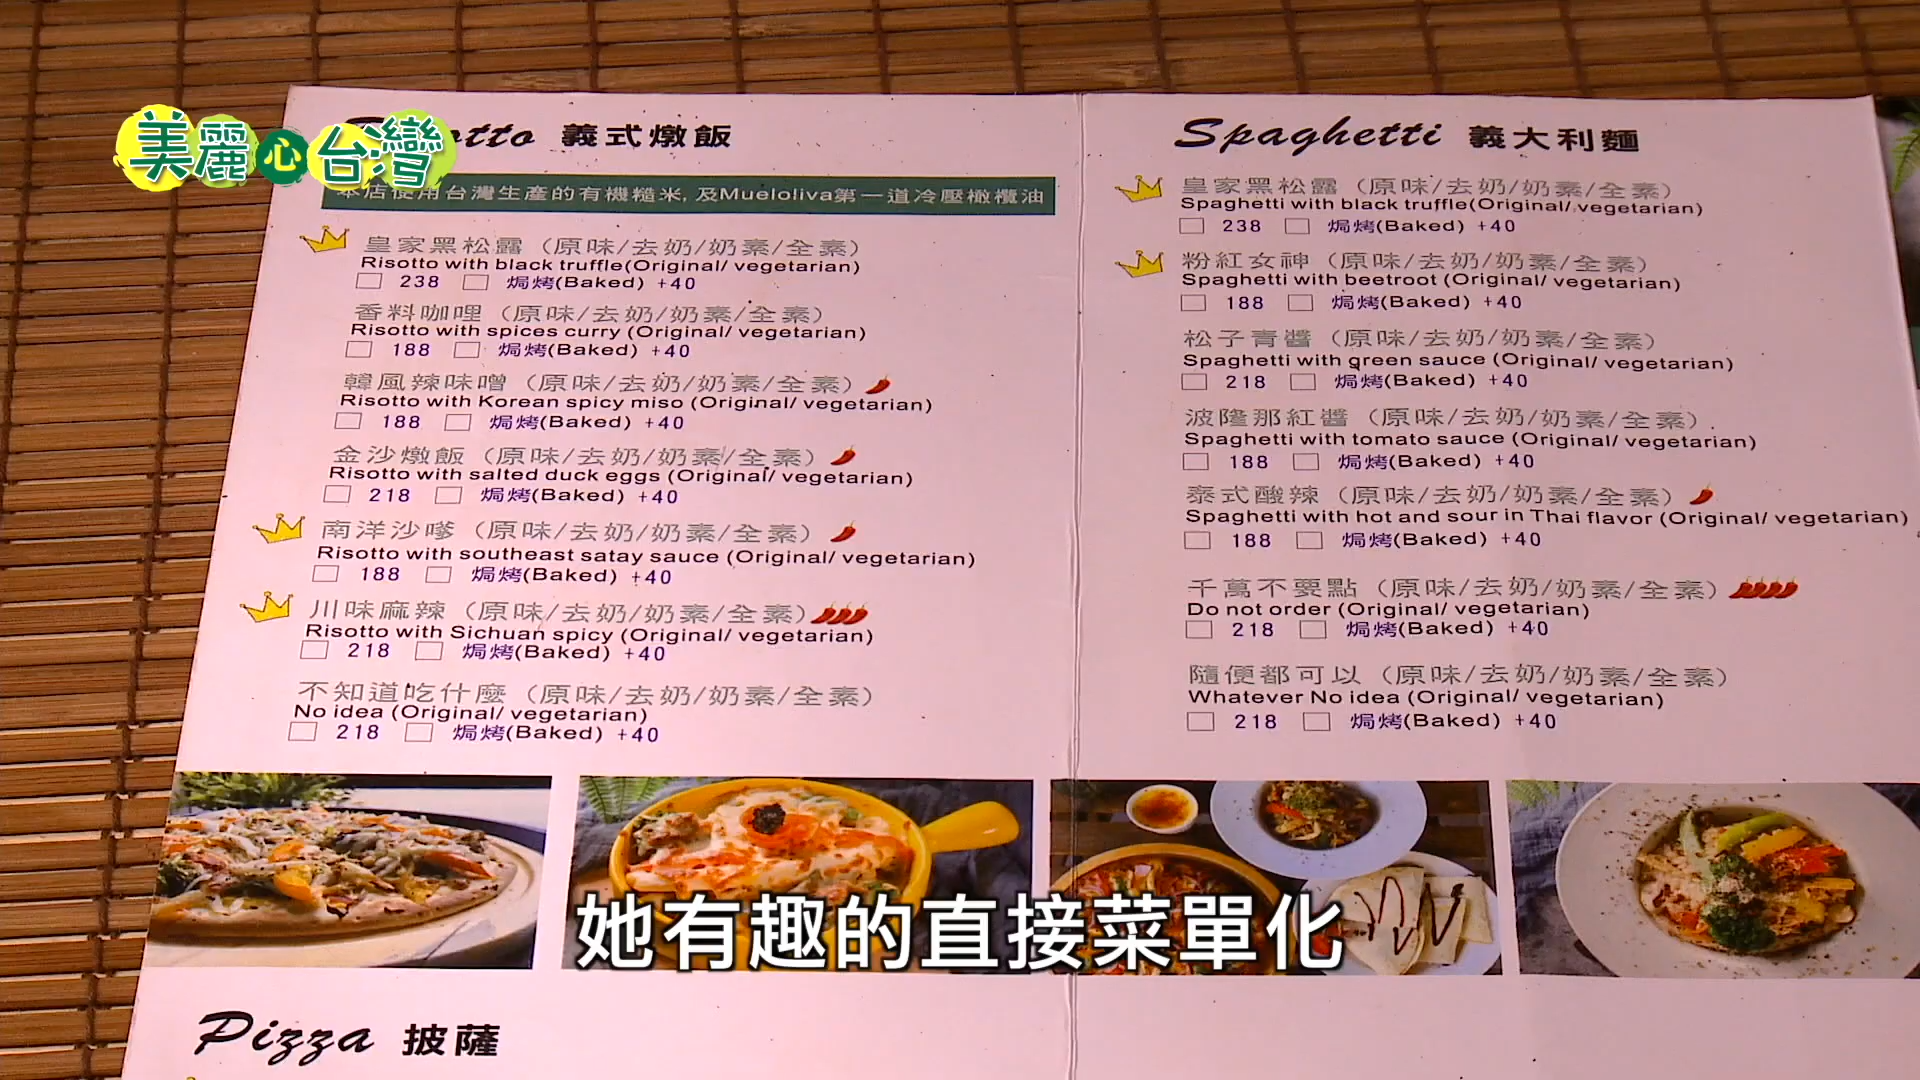 美麗心台灣
義式燉飯
本店使用台灣生產的有機糙米, 及Mueloliva第一道冷壓橄欖油
皇家黑松露 (原味/去奶/奶素/全素)
Risotto with black truffle(Original/ vegetarian)
238 焗烤(Baked) +40
香料咖哩 (原味/去奶/奶素/全素)
Risotto with spices curry (Original/ vegetarian)
188 焗烤(Baked) +40
韓風辣味噌 (原味/去奶/奶素/全素)
Risotto with Korean spicy miso (Original/ vegetarian)
188 焗烤(Baked) +40
金沙燉飯 (原味/去奶/奶素/全素)
Risotto with salted duck eggs (Original/ vegetarian)
218 焗烤(Baked) +40
南洋沙嗲 (原味/去奶/奶素/全素)
Risotto with southeast satay sauce (Original/ vegetarian)
188 焗烤(Baked) +40
川味麻辣 (原味/去奶/奶素/全素)
Risotto with Sichuan spicy (Original/ vegetarian)
218 焗烤(Baked) +40
不知道吃什麼 (原味/去奶/奶素/全素)
No idea (Original/ vegetarian)
218 焗烤(Baked) +40
Spaghetti 義大利麵
皇家黑松露 (原味/去奶/奶素/全素)
Spaghetti with black truffle(Original/ vegetarian)
238 焗烤(Baked) +40
粉紅女神 (原味/去奶/奶素/全素)
Spaghetti with beetroot (Original/ vegetarian)
188 焗烤(Baked) +40
松子青醬 (原味/去奶/奶素/全素)
Spaghetti with green sauce (Original/ vegetarian)
218 焗烤(Baked) +40
波隆那紅醬 (原味/去奶/奶素/全素)
Spaghetti with tomato sauce (Original/ vegetarian)
188 焗烤(Baked) +40
泰式酸辣 (原味/去奶/奶素/全素)
Spaghetti with hot and sour in Thai flavor (Original/ vegetarian)
188 焗烤(Baked) +40
千萬不要點 (原味/去奶/奶素/全素)
Do not order (Original/ vegetarian)
218 焗烤(Baked) +40
隨便都可以 (原味/去奶/奶素/全素)
Whatever No idea (Original/ vegetarian)
218 焗烤(Baked) +40
她有趣的直接菜單化
Pizza 披薩